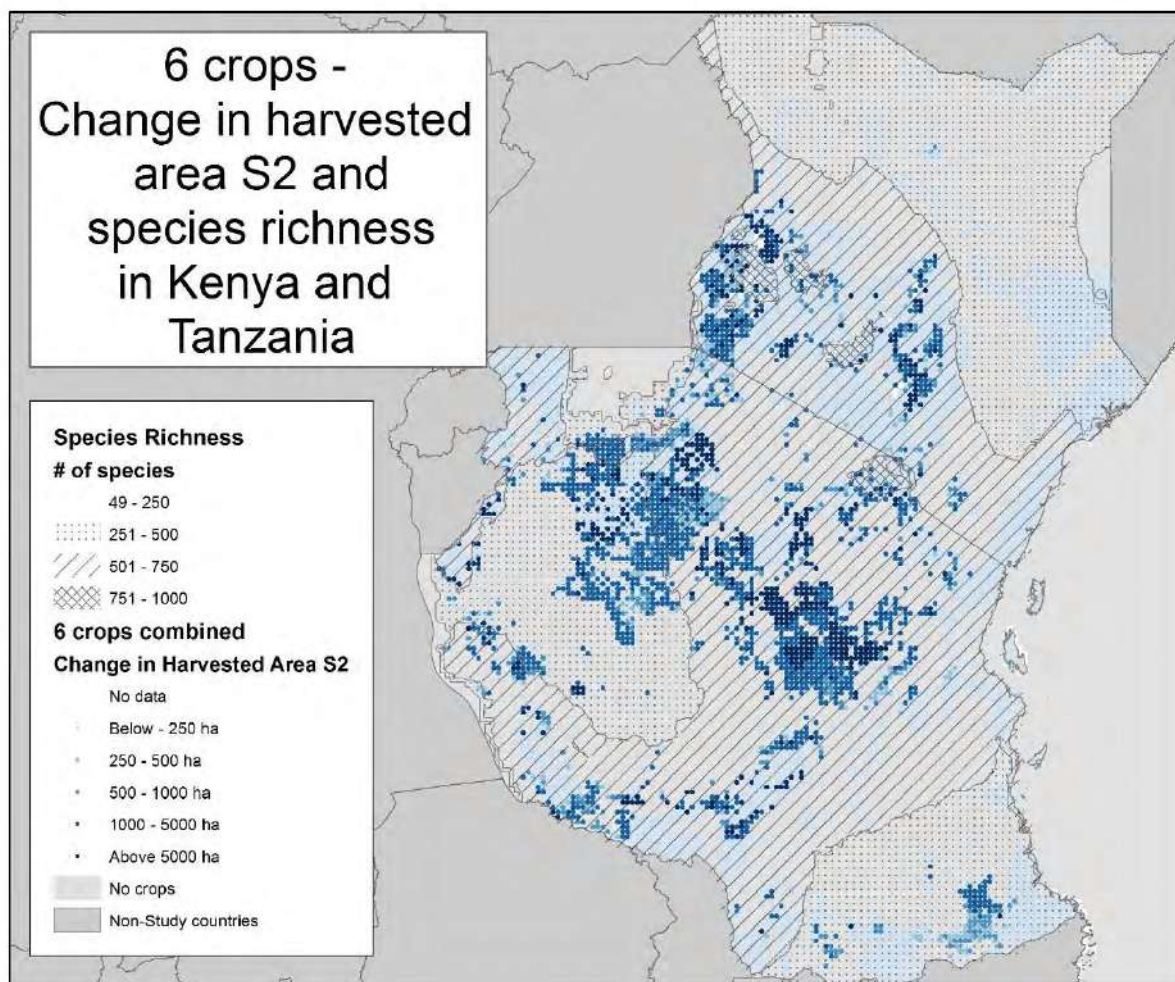 6 crops -
Change in harvested
area S2 and
species richness
in Kenya and
Tanzania
Species Richness
# of species
49 - 250
251 - 500
501 - 750
751 - 1000
6 crops combined
Change in Harvested Area S2
No data
Below - 250 ha
250 - 500 ha
500 - 1000 ha
1000 - 5000 ha
Above 5000 ha
No crops
Non-Study countries